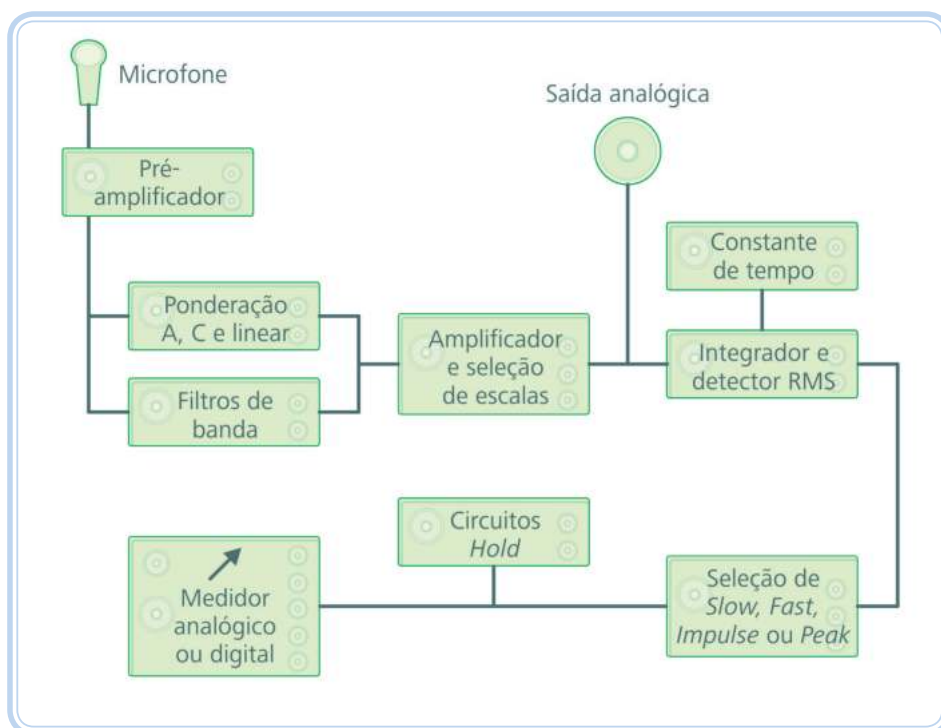 Microfone
Saída analógica
Pré-
amplificador
Constante
de tempo
Ponderação
A, C e linear
Amplificador
e seleção
de escalas
Integrador e
detector RMS
Filtros de
banda
Circuitos
Hold
Medidor
analógico
ou digital
Seleção de
Slow, Fast,
Impulse ou Peak